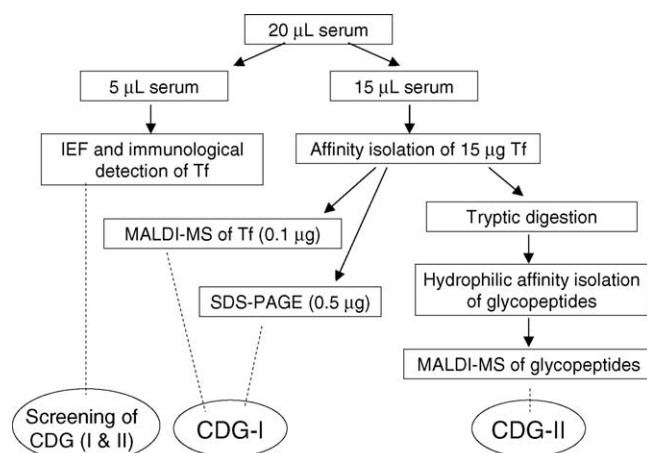 20 μL serum
5 μL serum
15 μL serum
IEF and immunological
detection of Tf
Affinity isolation of 15 μg Tf
MALDI-MS of Tf (0.1 μg)
Tryptic digestion
SDS-PAGE (0.5 μg)
Hydrophilic affinity isolation
of glycopeptides
MALDI-MS of glycopeptides
Screening of
CDG (I & II)
CDG-I
CDG-II